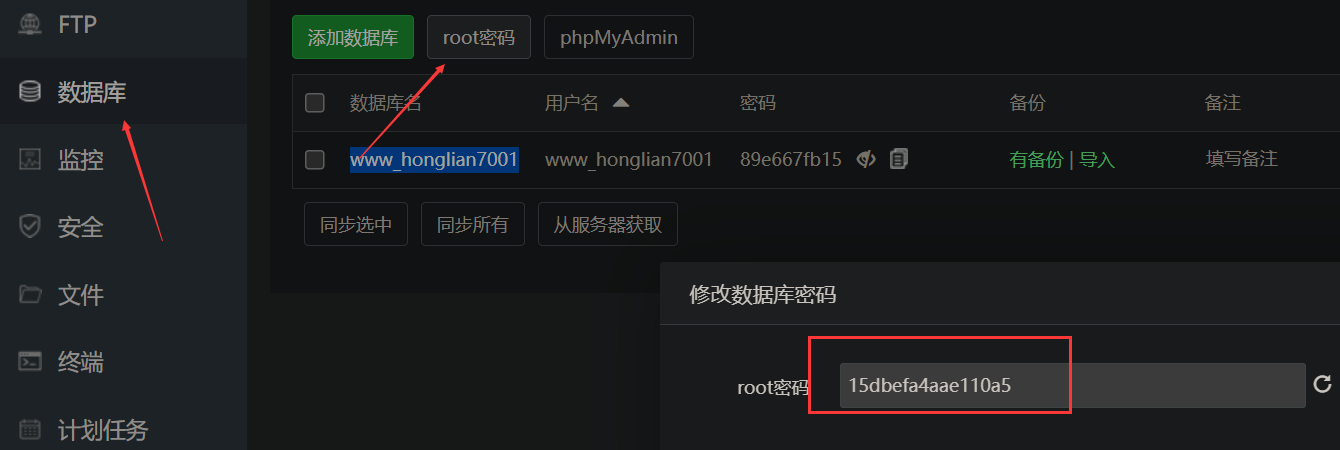 FTP
数据库
监控
安全
文件
终端
计划任务
添加数据库 root密码 phpMyAdmin
数据库名 用户名 密码 备份 备注
www_honglian7001 www_honglian7001 89e667fb15 有备份 | 导入 填写备注
同步选中 同步所有 从服务器获取
修改数据库密码
root密码 15dbefa4aae110a5